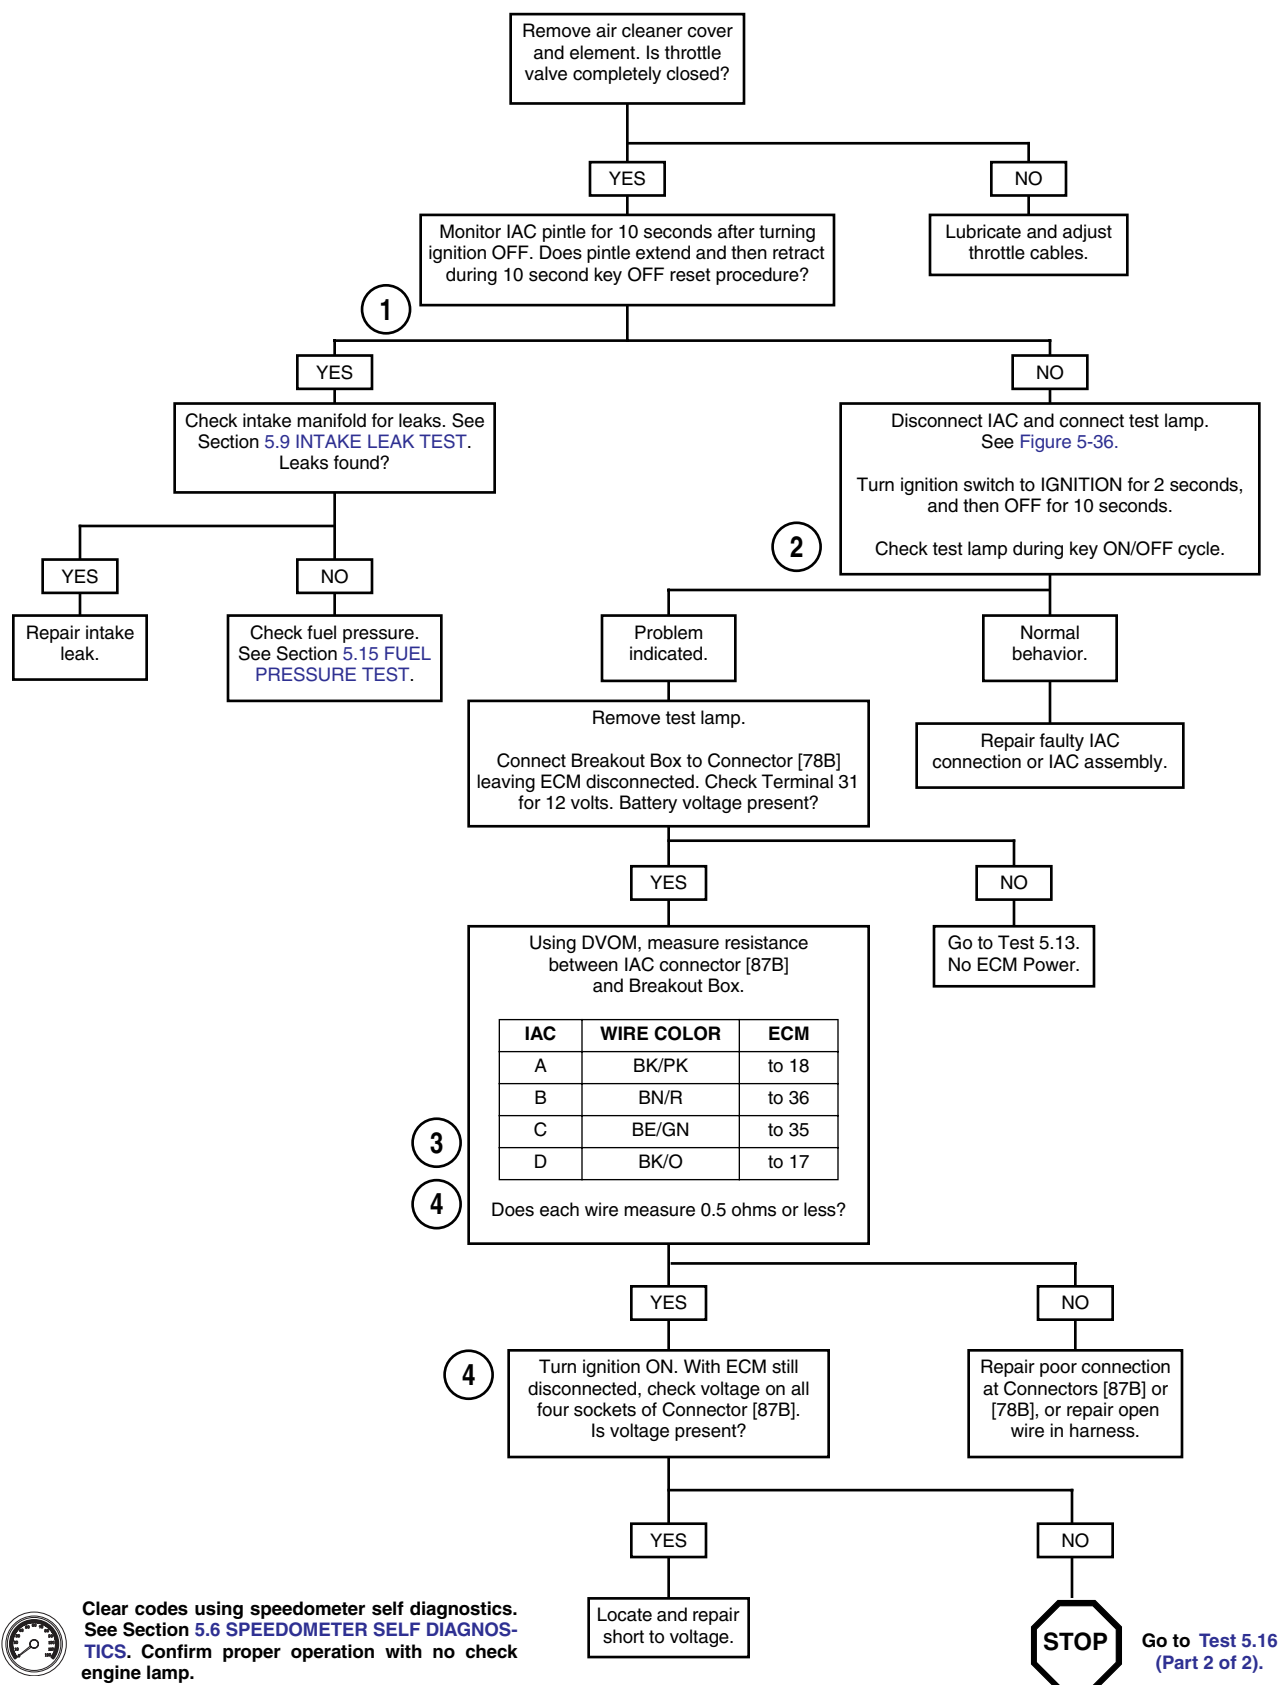 Remove air cleaner cover
and element. Is throttle
valve completely closed?
YES
NO
Monitor IAC pintle for 10 seconds after turning
ignition OFF. Does pintle extend and then retract
during 10 second key OFF reset procedure?
Lubricate and adjust
throttle cables.
1
YES
NO
Check intake manifold for leaks. See
Section 5.9 INTAKE LEAK TEST.
Leaks found?
Disconnect IAC and connect test lamp.
See Figure 5-36.
Turn ignition switch to IGNITION for 2 seconds,
and then OFF for 10 seconds.
Check test lamp during key ON/OFF cycle.
2
YES
NO
Repair intake
leak.
Check fuel pressure.
See Section 5.15 FUEL
PRESSURE TEST.
Problem
indicated.
Normal
behavior.
Remove test lamp.
Connect Breakout Box to Connector [78B]
leaving ECM disconnected. Check Terminal 31
for 12 volts. Battery voltage present?
Repair faulty IAC
connection or IAC assembly.
YES
NO
Using DVOM, measure resistance
between IAC connector [87B]
and Breakout Box.
Go to Test 5.13.
No ECM Power.
IAC WIRE COLOR ECM
A BK/PK to 18
B BN/R to 36
C BE/GN to 35
D BK/O to 17
3
4
Does each wire measure 0.5 ohms or less?
YES
NO
4
Turn ignition ON. With ECM still
disconnected, check voltage on all
four sockets of Connector [87B].
Is voltage present?
Repair poor connection
at Connectors [87B] or
[78B], or repair open
wire in harness.
YES
NO
Locate and repair
short to voltage.
STOP
Go to Test 5.16
(Part 2 of 2).
Clear codes using speedometer self diagnostics.
See Section 5.6 SPEEDOMETER SELF DIAGNOS-
TICS. Confirm proper operation with no check
engine lamp.